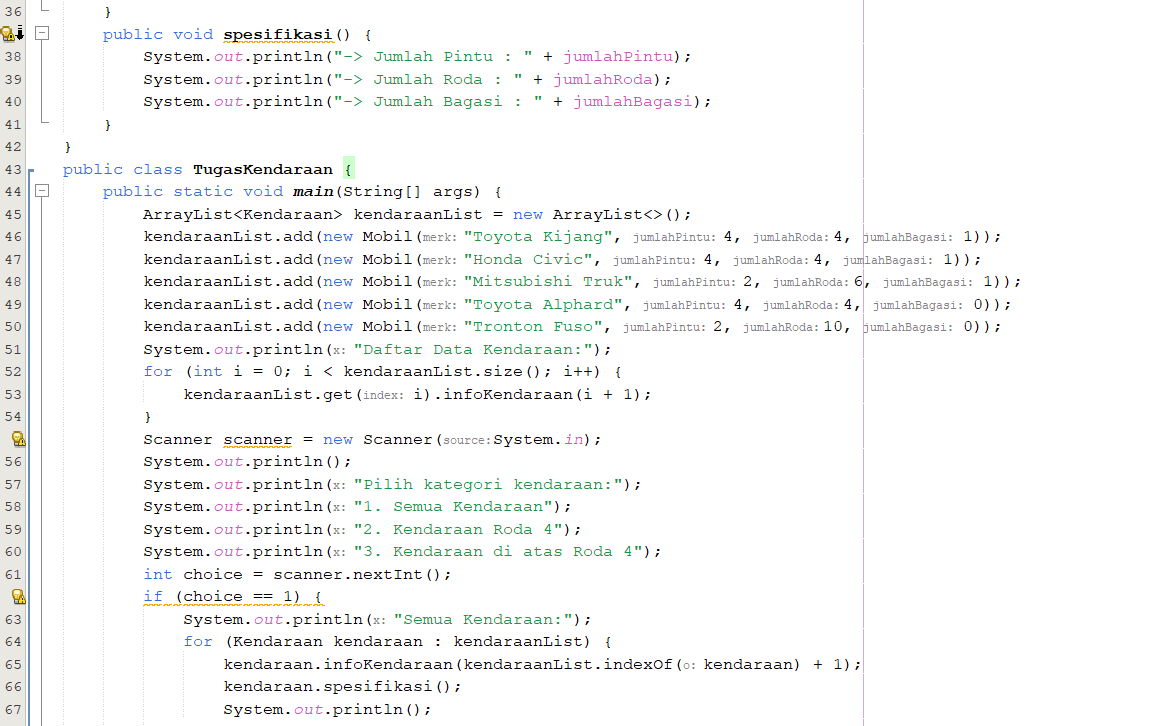 36 }
public void spesifikasi() {
38 System.out.println("-> Jumlah Pintu : " + jumlahPintu);
39 System.out.println("-> Jumlah Roda : " + jumlahRoda);
40 System.out.println("-> Jumlah Bagasi : " + jumlahBagasi);
41 }
42 }
43 public class TugasKendaraan {
44 public static void main(String[] args) {
45 ArrayList<Kendaraan> kendaraanList = new ArrayList<>();
46 kendaraanList.add(new Mobil(merk: "Toyota Kijang", jumlahPintu: 4, jumlahRoda: 4, jumlahBagasi: 1));
47 kendaraanList.add(new Mobil(merk: "Honda Civic", jumlahPintu: 4, jumlahRoda: 4, jumlahBagasi: 1));
48 kendaraanList.add(new Mobil(merk: "Mitsubishi Truk", jumlahPintu: 2, jumlahRoda: 6, jumlahBagasi: 1));
49 kendaraanList.add(new Mobil(merk: "Toyota Alphard", jumlahPintu: 4, jumlahRoda: 4, jumlahBagasi: 0));
50 kendaraanList.add(new Mobil(merk: "Tronton Fuso", jumlahPintu: 2, jumlahRoda: 10, jumlahBagasi: 0));
51 System.out.println(x: "Daftar Data Kendaraan:");
52 for (int i = 0; i < kendaraanList.size(); i++) {
53 kendaraanList.get(index: i).infoKendaraan(i + 1);
54 }
Scanner scanner = new Scanner(source: System.in);
56 System.out.println();
57 System.out.println(x: "Pilih kategori kendaraan:");
58 System.out.println(x: "1. Semua Kendaraan");
59 System.out.println(x: "2. Kendaraan Roda 4");
60 System.out.println(x: "3. Kendaraan di atas Roda 4");
61 int choice = scanner.nextInt();
if (choice == 1) {
63 System.out.println(x: "Semua Kendaraan:");
64 for (Kendaraan kendaraan : kendaraanList) {
65 kendaraan.infoKendaraan(kendaraanList.indexOf(o: kendaraan) + 1);
66 kendaraan.spesifikasi();
67 System.out.println();